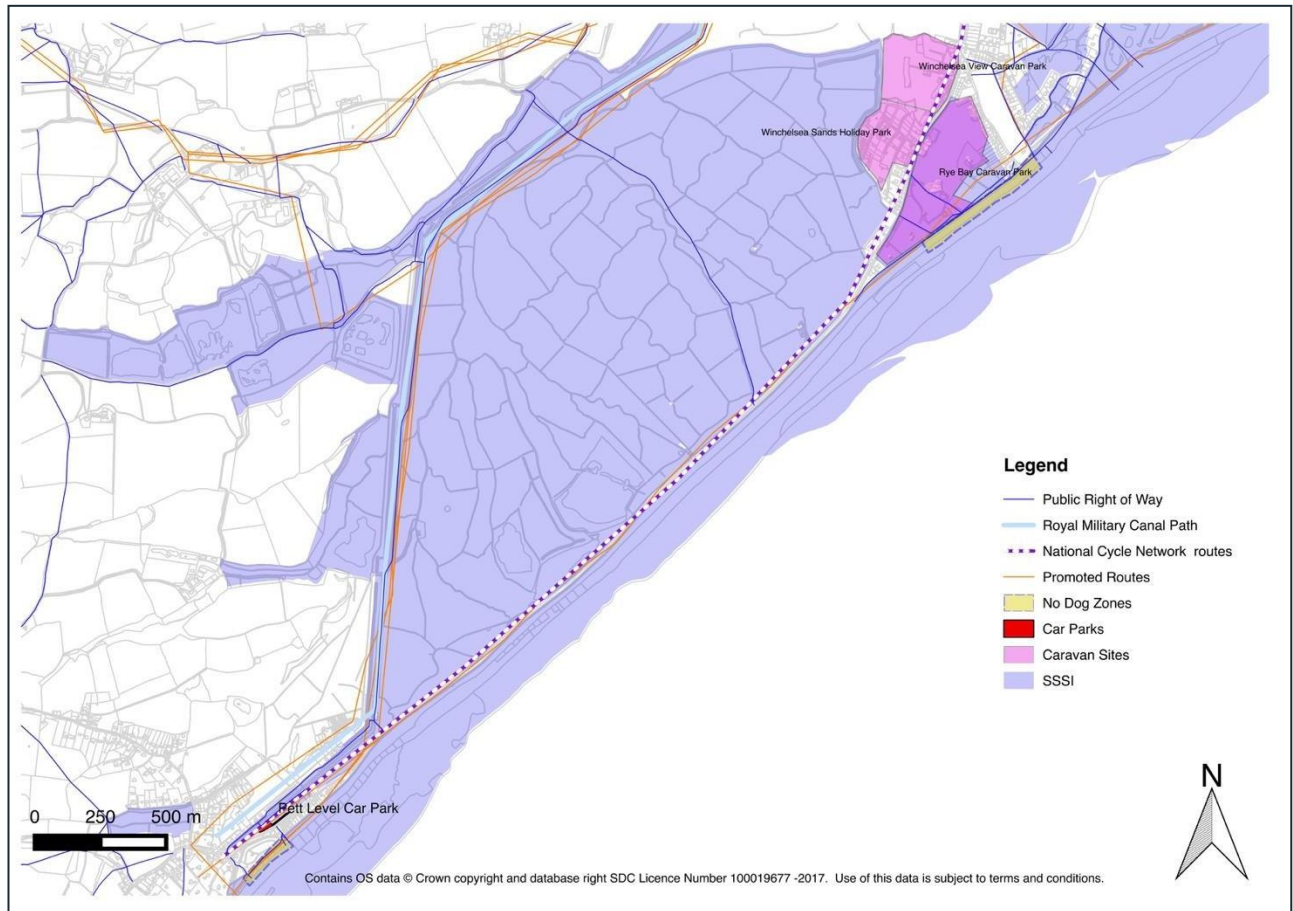 Winchelsea View Caravan Park
Winchelsea Sands Holiday Park
Rye Bay Caravan Park
Legend
Public Right of Way
Royal Military Canal Path
National Cycle Network routes
Promoted Routes
No Dog Zones
Car Parks
Caravan Sites
SSSI
N
Pett Level Car Park
0 250 500 m
Contains OS data © Crown copyright and database right SDC Licence Number 100019677 -2017. Use of this data is subject to terms and conditions.